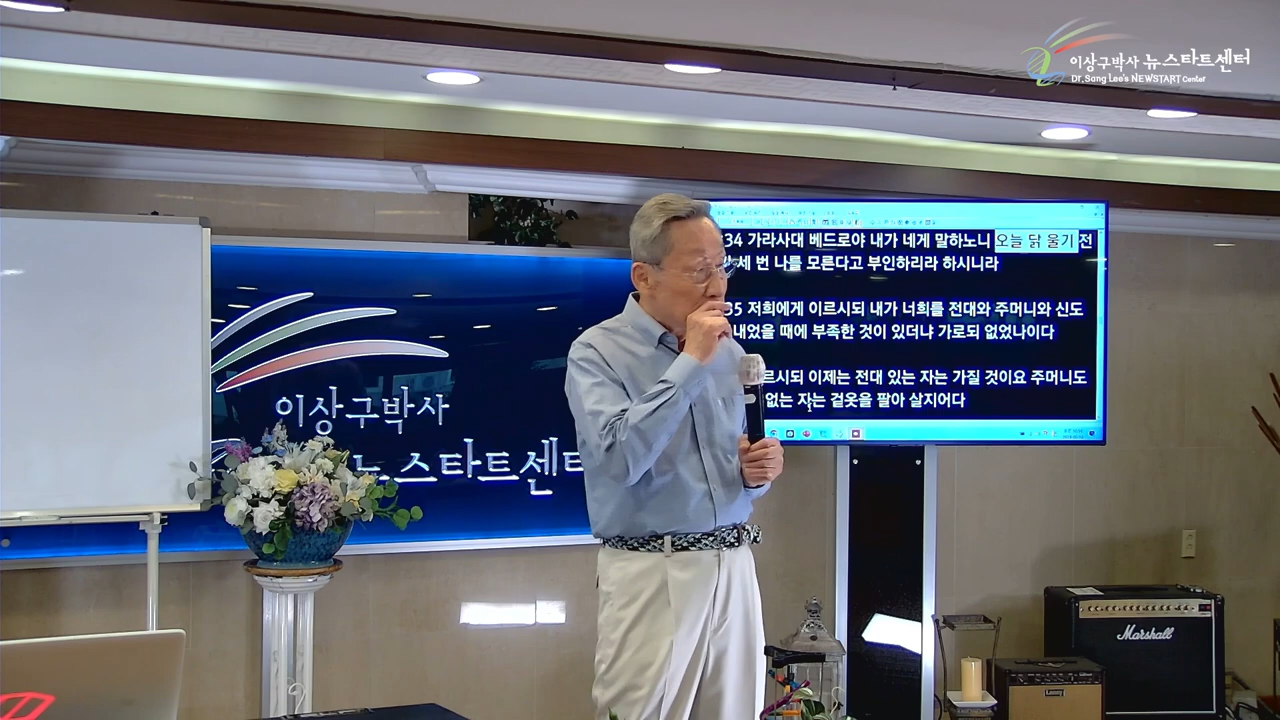 이상구박사 뉴스타트센터
Dr. Sang Lee's NEWSTART Center
34 가라사대 베드로야 내가 네게 말하노니 오늘 닭 울기 전
세 번 나를 모른다고 부인하리라 하시니라
35 저희에게 이르시되 내가 너희를 전대와 주머니와 신도
내었을 때에 부족한 것이 있더냐 가로되 없었나이다
르시되 이제는 전대 있는 자는 가질 것이요 주머니도
없는 자는 겉옷을 팔아 살지어다
이상구박사
뉴스타트센터
Marshall
Laney